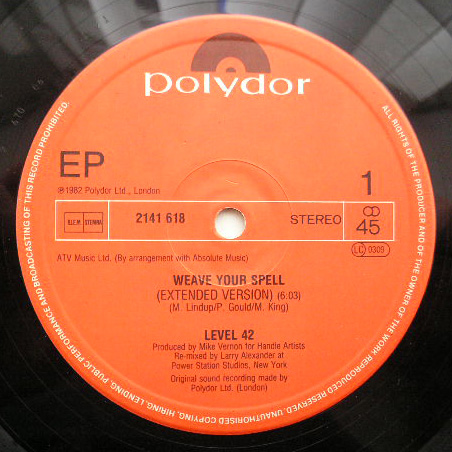 polydor
EP
℗ 1982 Polydor Ltd., London
1
B.I.E.M. STEMRA
2141 618
STEREO
45
LC 0309
ATV Music Ltd. (By arrangement with Absolute Music)
WEAVE YOUR SPELL
(EXTENDED VERSION) (6:03)
(M. Lindup/P. Gould/M. King)
LEVEL 42
Produced by Mike Vernon for Handle Artists
Re-mixed by Larry Alexander at
Power Station Studios, New York
Original sound recording made by
Polydor Ltd. (London)
ALL RIGHTS OF THE PRODUCER AND OF THE OWNER OF THE WORK REPRODUCED RESERVED. UNAUTHORISED COPYING, HIRING, LENDING, PUBLIC PERFORMANCE AND BROADCASTING OF THIS RECORD PROHIBITED.